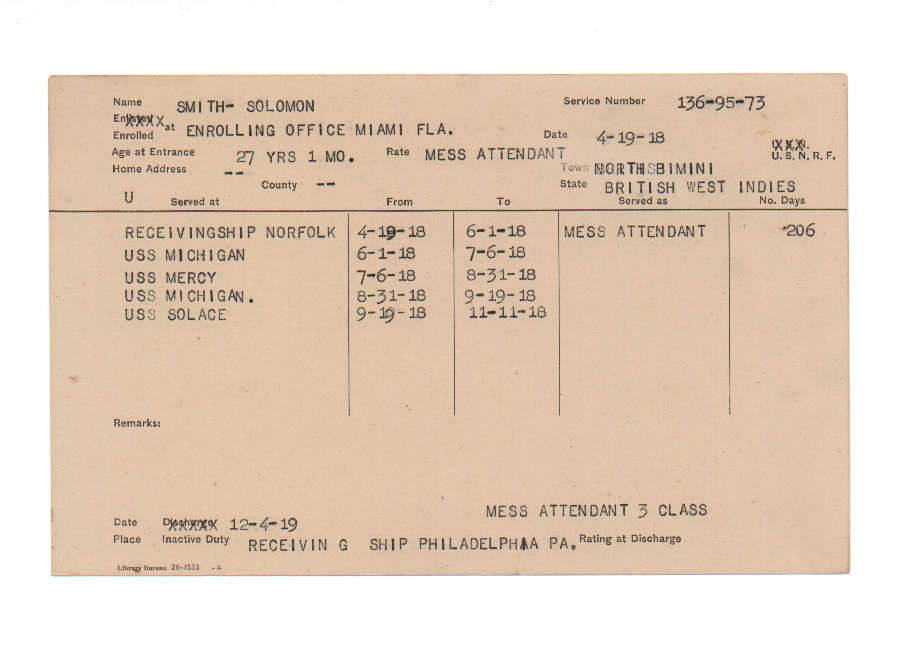 Name SMITH- SOLOMON Service Number 136-95-73
Enlisted XXXX
Enrolled at ENROLLING OFFICE MIAMI FLA. Date 4-19-18
Age at Entrance 27 YRS 1 MO. Rate MESS ATTENDANT U. S. N. R. F.
Home Address -- Town NORTH BIMINI
County -- State BRITISH WEST INDIES
U Served at From To Served as No. Days
RECEIVINGSHIP NORFOLK 4-19-18 6-1-18 MESS ATTENDANT 206
USS MICHIGAN 6-1-18 7-6-18
USS MERCY 7-6-18 8-31-18
USS MICHIGAN. 8-31-18 9-19-18
USS SOLACE 9-19-18 11-11-18
Remarks:
MESS ATTENDANT 3 CLASS
Date Discharge XXXXX 12-4-19
Place Inactive Duty RECEIVIN G SHIP PHILADELPHIA PA. Rating at Discharge
Library Bureau 26-1533 -A